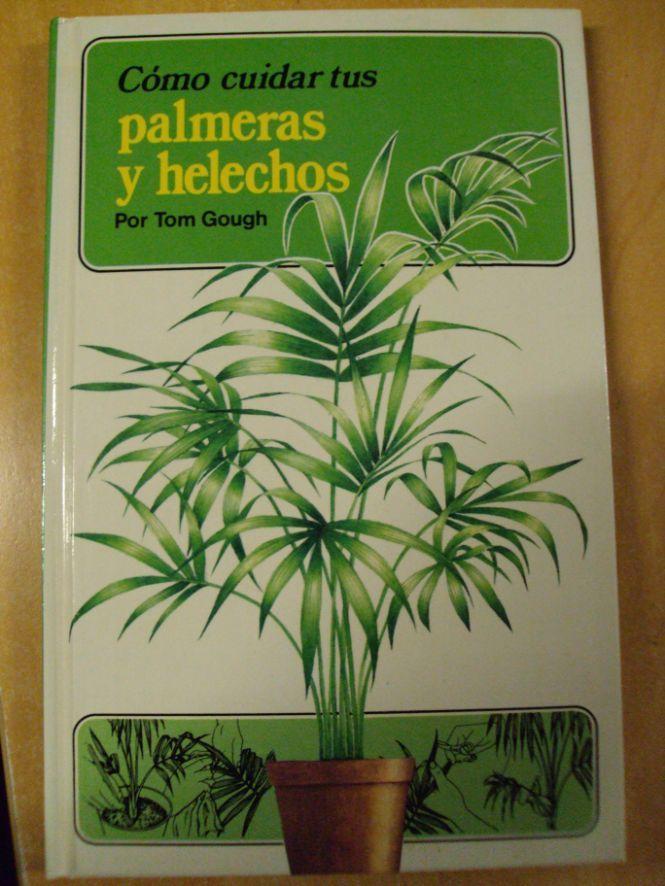 Cómo cuidar tus
palmeras
y helechos
Por Tom Gough